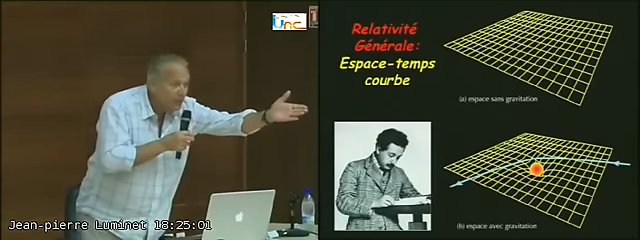 Relativité
Générale:
Espace-temps
courbe
(a) espace sans gravitation
(b) espace avec gravitation
Jean-pierre Luminet 18:25:01